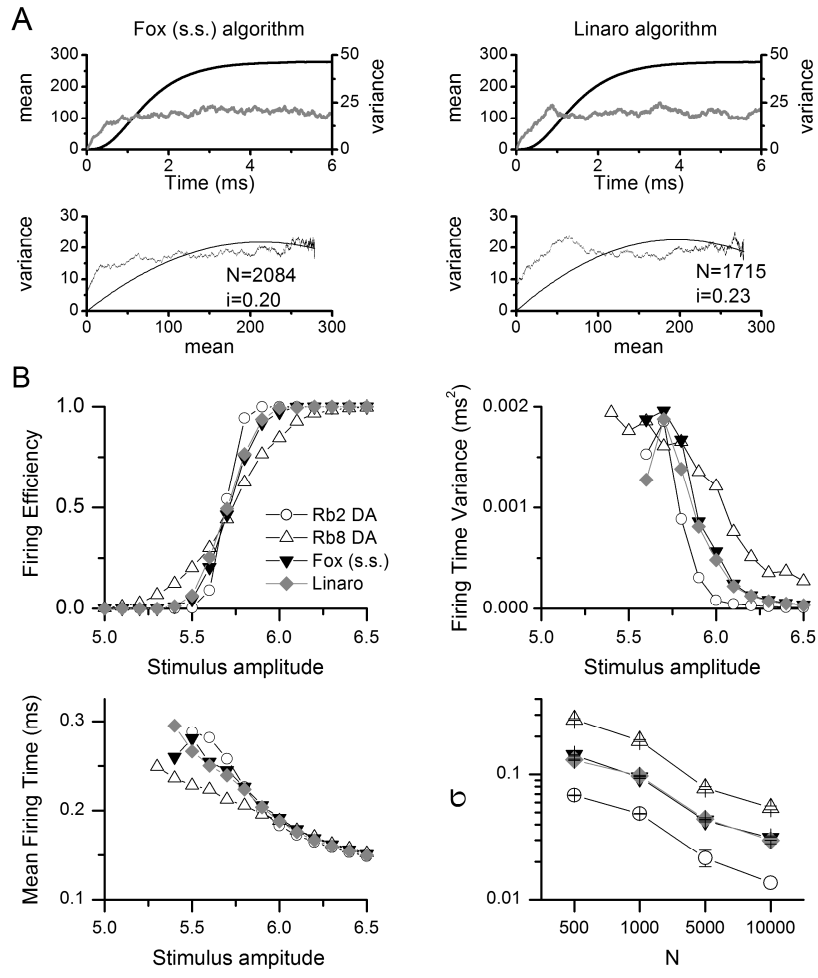 A
Fox (s.s.) algorithm
Linaro algorithm
300
200
100
0
mean
50
25
0
variance
0 2 4 6
Time (ms)
300
200
100
0
mean
50
25
0
variance
0 2 4 6
Time (ms)
30
20
10
0
variance
N=2084
i=0.20
0 100 200 300
mean
30
20
10
0
variance
N=1715
i=0.23
0 100 200 300
mean
B
1.0
0.5
0.0
Firing Efficiency
Rb2 DA
Rb8 DA
Fox (s.s.)
Linaro
5.0 5.5 6.0 6.5
Stimulus amplitude
0.002
0.001
0.000
Firing Time Variance (ms²)
5.0 5.5 6.0 6.5
Stimulus amplitude
0.3
0.2
0.1
Mean Firing Time (ms)
5.0 5.5 6.0 6.5
Stimulus amplitude
0.1
0.01
σ
500 1000 5000 10000
N